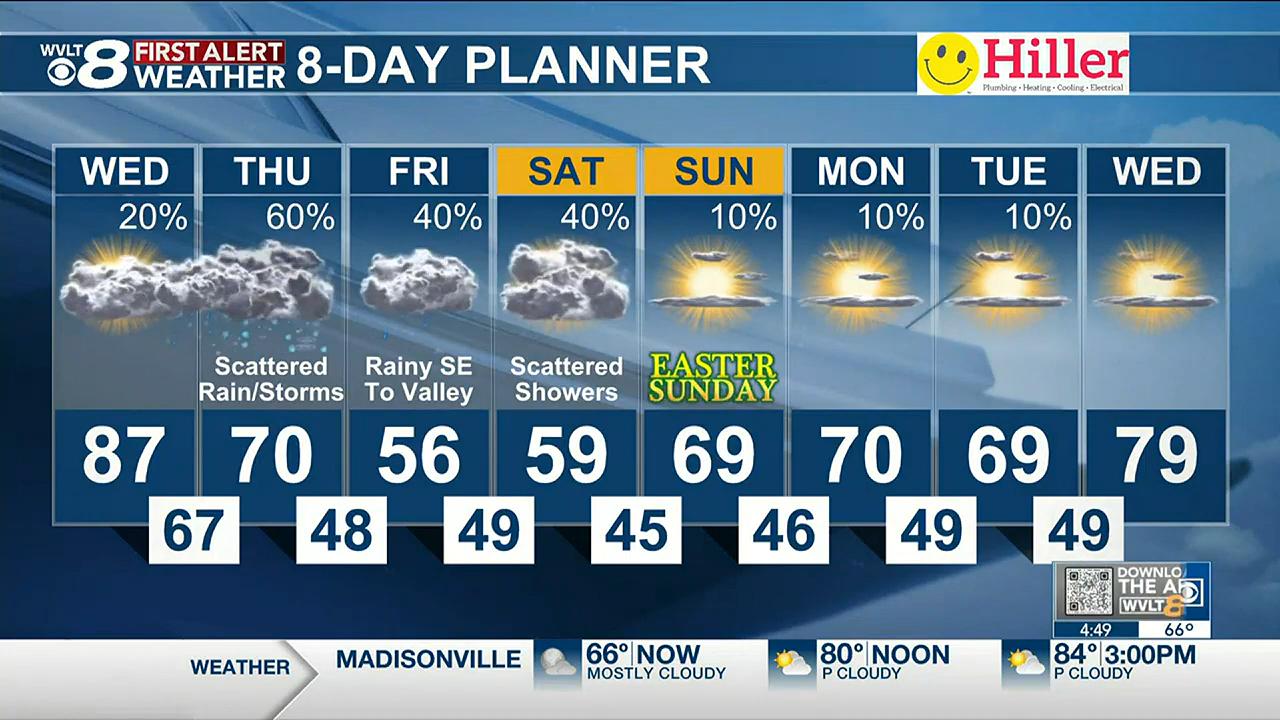 WVLT 8 FIRST ALERT WEATHER
8-DAY PLANNER
Hiller
Plumbing • Heating • Cooling • Electrical
WED THU FRI SAT SUN MON TUE WED
20% 60% 40% 40% 10% 10% 10%
Scattered Rain/Storms
Rainy SE To Valley
Scattered Showers
EASTER SUNDAY
87 70 56 59 69 70 69 79
67 48 49 45 46 49 49
DOWNLO
THE AP
WVLT 8
4:49 66°
WEATHER
MADISONVILLE
66° NOW
MOSTLY CLOUDY
80° NOON
P CLOUDY
84° 3:00PM
P CLOUDY